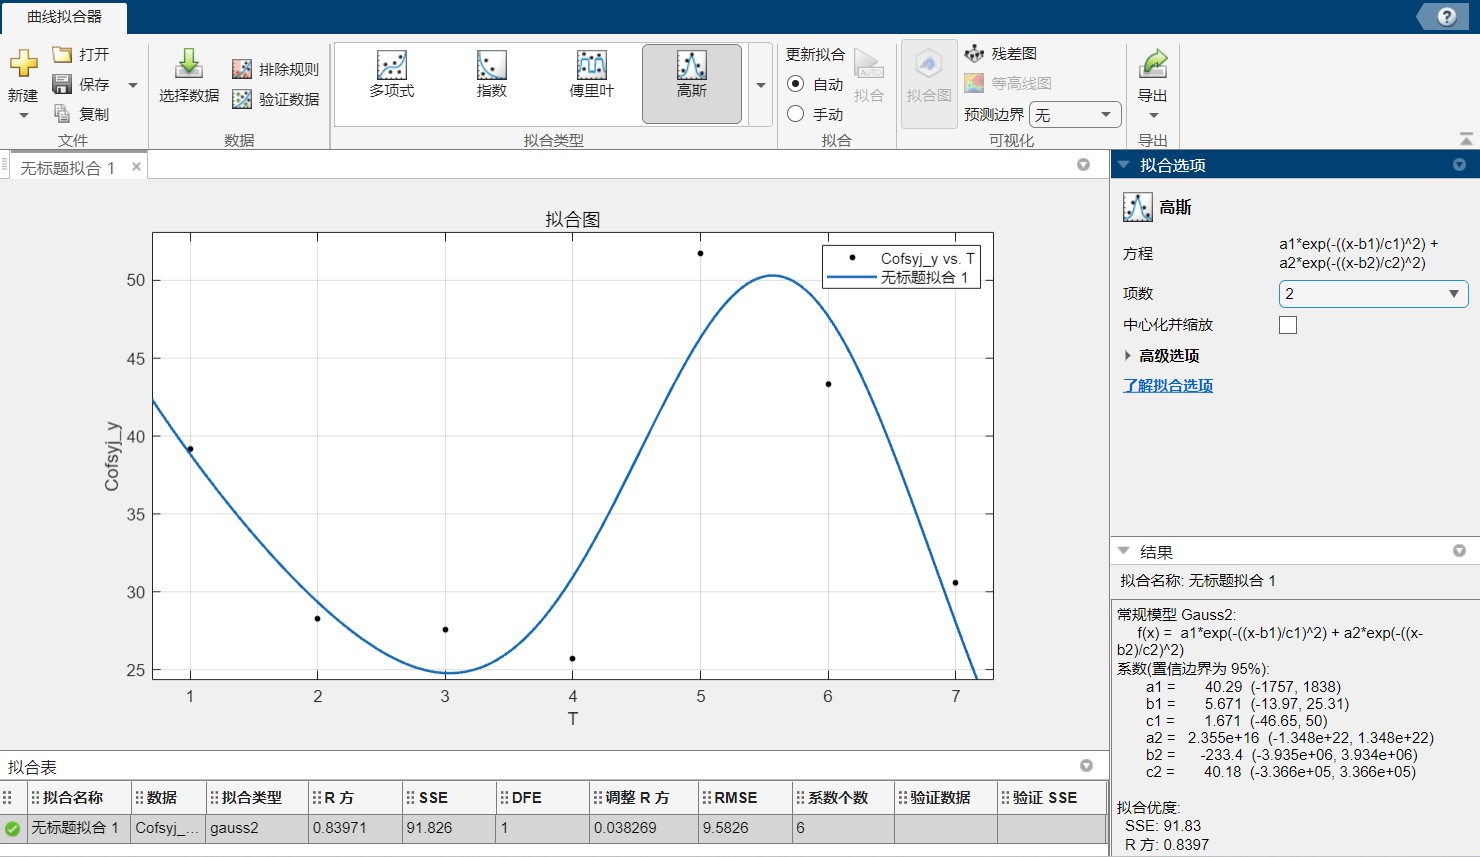 曲线拟合器
新建
打开
保存
复制
文件
选择数据
排除规则
验证数据
数据
多项式
指数
傅里叶
高斯
拟合类型
更新拟合
自动
手动
AUTO
拟合
拟合
拟合图
残差图
等高线图
预测边界 无
可视化
导出
导出
无标题拟合 1
拟合图
Cofsyj_y vs. T
无标题拟合 1
50
45
40
35
30
25
Cofsyj_y
1 2 3 4 5 6 7
T
拟合选项
高斯
方程 a1*exp(-((x-b1)/c1)^2) +
a2*exp(-((x-b2)/c2)^2)
项数 2
中心化并缩放
高级选项
了解拟合选项
结果
拟合名称: 无标题拟合 1
常规模型 Gauss2:
f(x) = a1*exp(-((x-b1)/c1)^2) + a2*exp(-((x-
b2)/c2)^2)
系数(置信边界为 95%):
a1 = 40.29 (-1757, 1838)
b1 = 5.671 (-13.97, 25.31)
c1 = 1.671 (-46.65, 50)
a2 = 2.355e+16 (-1.348e+22, 1.348e+22)
b2 = -233.4 (-3.935e+06, 3.934e+06)
c2 = 40.18 (-3.366e+05, 3.366e+05)
拟合优度:
SSE: 91.83
R 方: 0.8397
拟合表
拟合名称 数据 拟合类型 R 方 SSE DFE 调整 R 方 RMSE 系数个数 验证数据 验证 SSE
无标题拟合 1 Cofsyj_... gauss2 0.83971 91.826 1 0.038269 9.5826 6